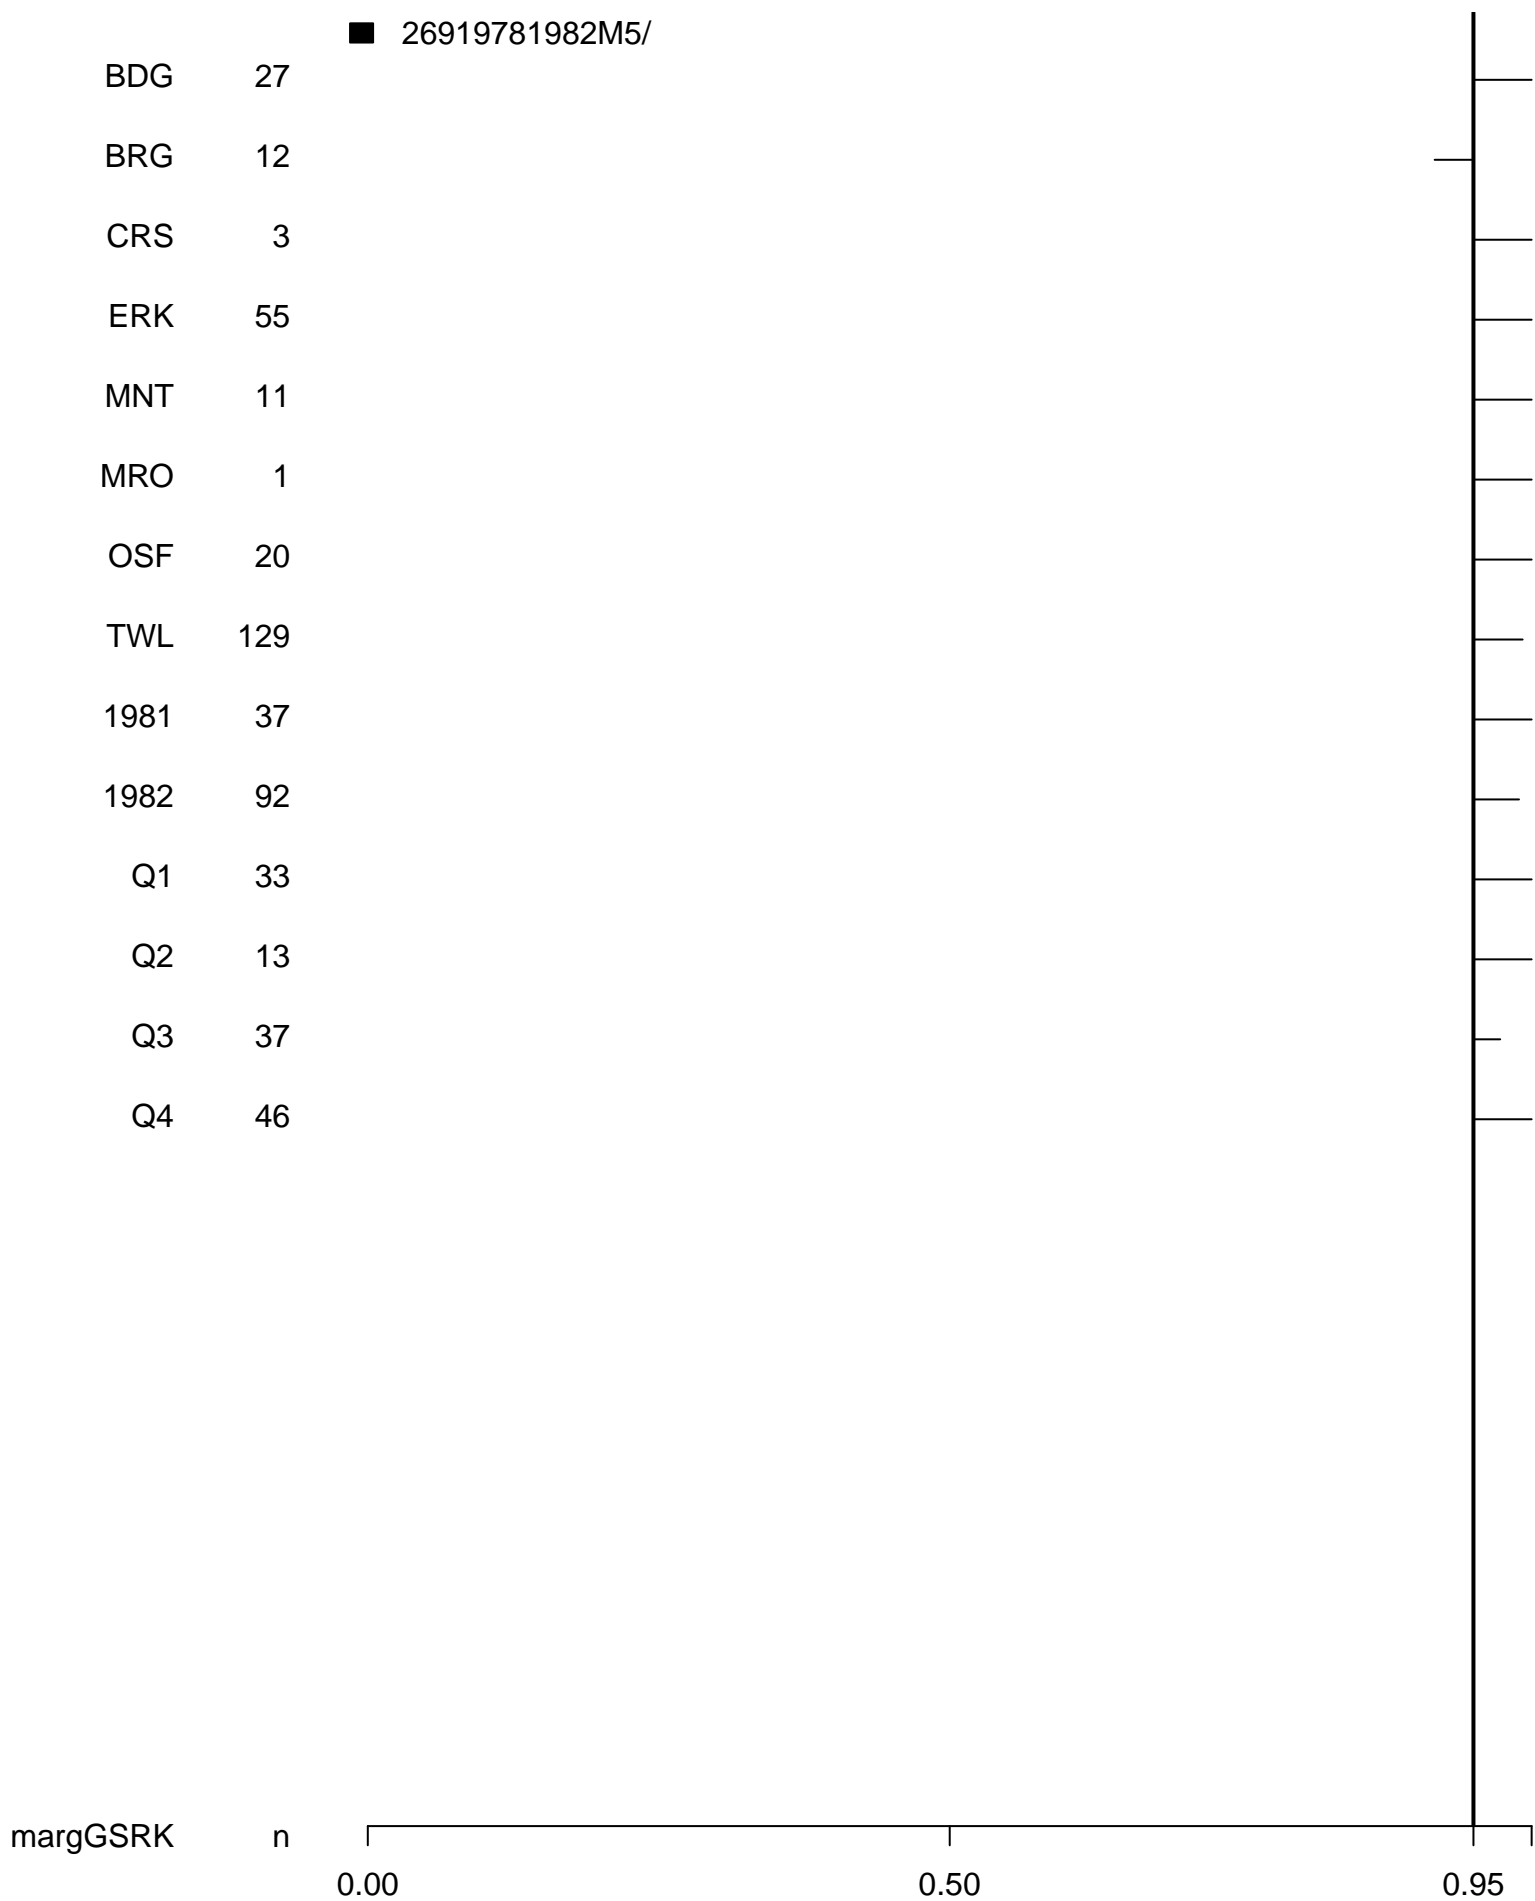 26919781982M5/
BDG 27
BRG 12
CRS 3
ERK 55
MNT 11
MRO 1
OSF 20
TWL 129
1981 37
1982 92
Q1 33
Q2 13
Q3 37
Q4 46
margGSRK n
0.00 0.50 0.95